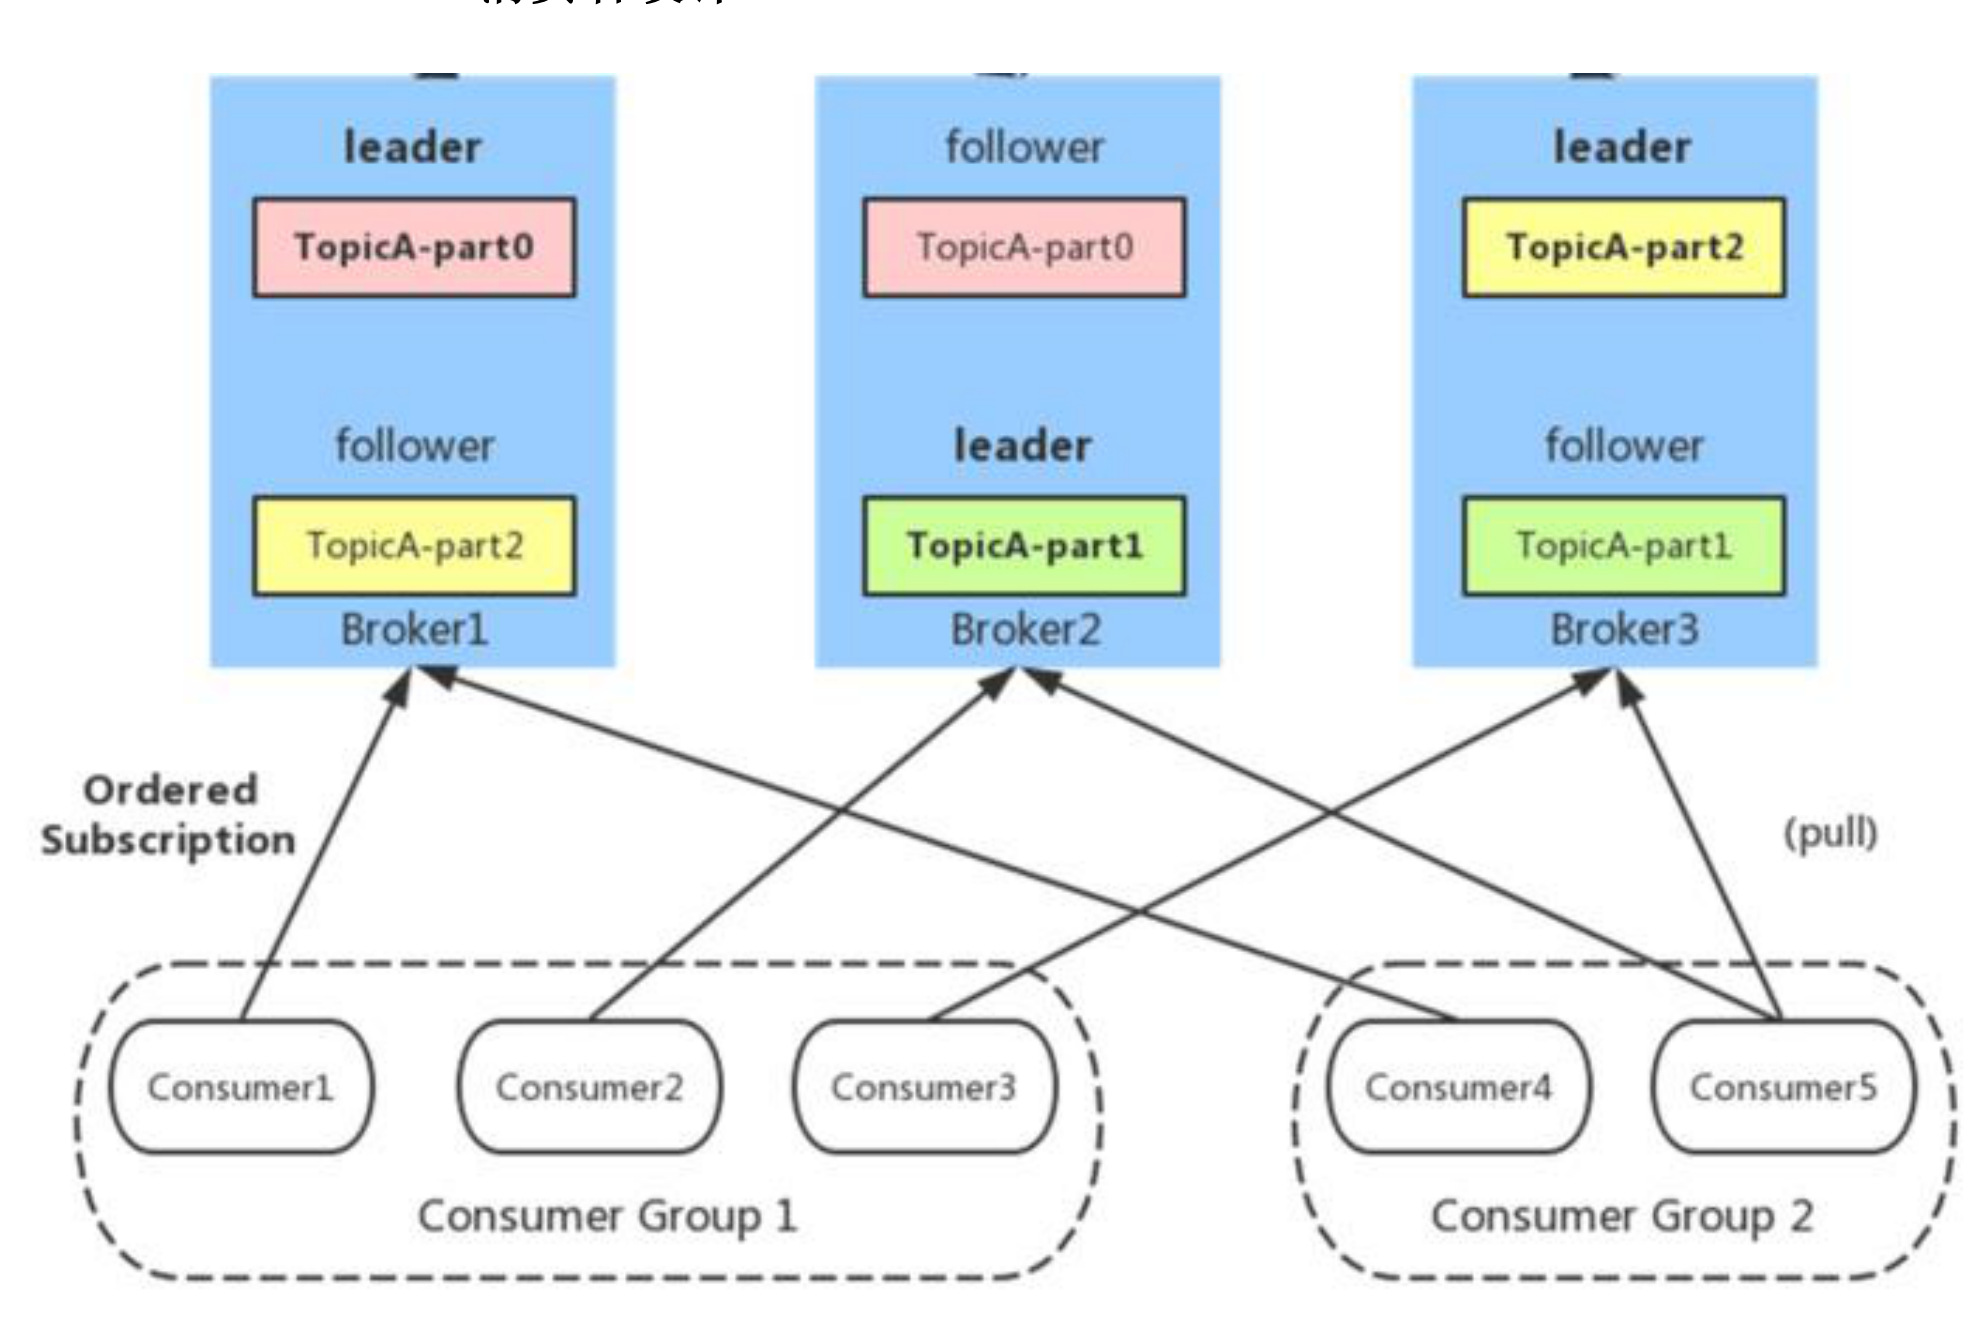 leader
TopicA-part0
follower
TopicA-part2
Broker1
follower
TopicA-part0
leader
TopicA-part1
Broker2
leader
TopicA-part2
follower
TopicA-part1
Broker3
Ordered
Subscription
(pull)
Consumer1
Consumer2
Consumer3
Consumer Group 1
Consumer4
Consumer5
Consumer Group 2